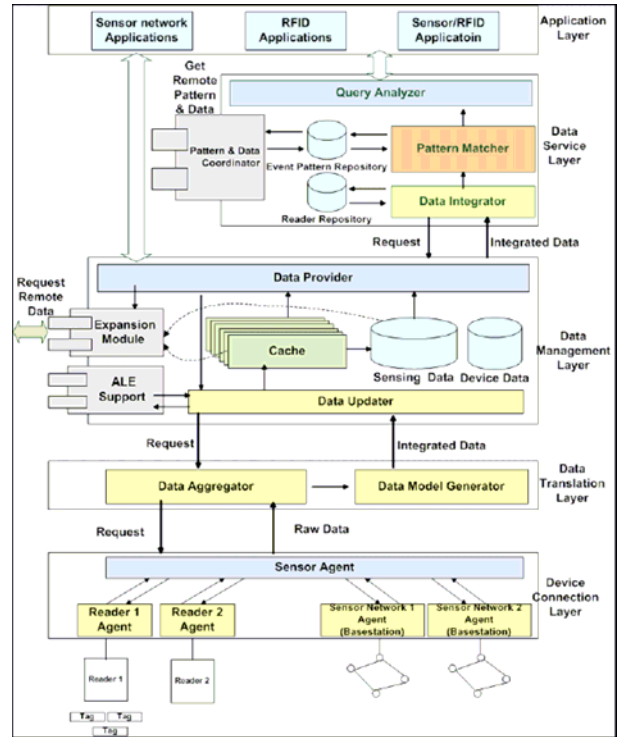 Sensor network
Applications
RFID
Applications
Sensor/RFID
Applicatoin
Application
Layer
Get
Remote
Pattern
& Data
Query Analyzer
Pattern & Data
Coordinator
Event Pattern Repository
Pattern Matcher
Data
Service
Layer
Reader Repository
Data Integrator
Request
Integrated Data
Request
Remote
Data
Data Provider
Expansion
Module
Cache
Sensing Data
Device Data
Data
Management
Layer
ALE
Support
Data Updater
Request
Integrated Data
Data Aggregator
Data Model Generator
Data
Translation
Layer
Request
Raw Data
Sensor Agent
Device
Connection
Layer
Reader 1
Agent
Reader 2
Agent
Sensor Network 1
Agent
(Basestation)
Sensor Network 2
Agent
(Basestation)
Reader 1
Reader 2
Tag
Tag
Tag